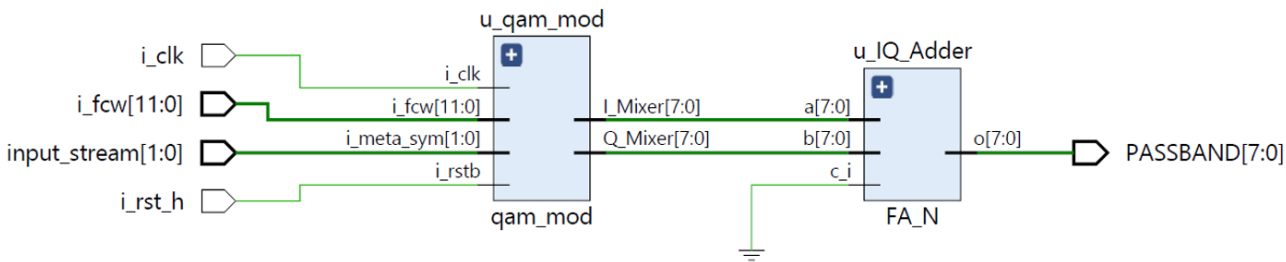 u_qam_mod
i_clk
i_fcw[11:0]
input_stream[1:0]
i_rst_h
i_clk
i_fcw[11:0]
i_meta_sym[1:0]
i_rstb
I_Mixer[7:0]
Q_Mixer[7:0]
qam_mod
u_IQ_Adder
a[7:0]
b[7:0]
c_i
o[7:0]
FA_N
PASSBAND[7:0]